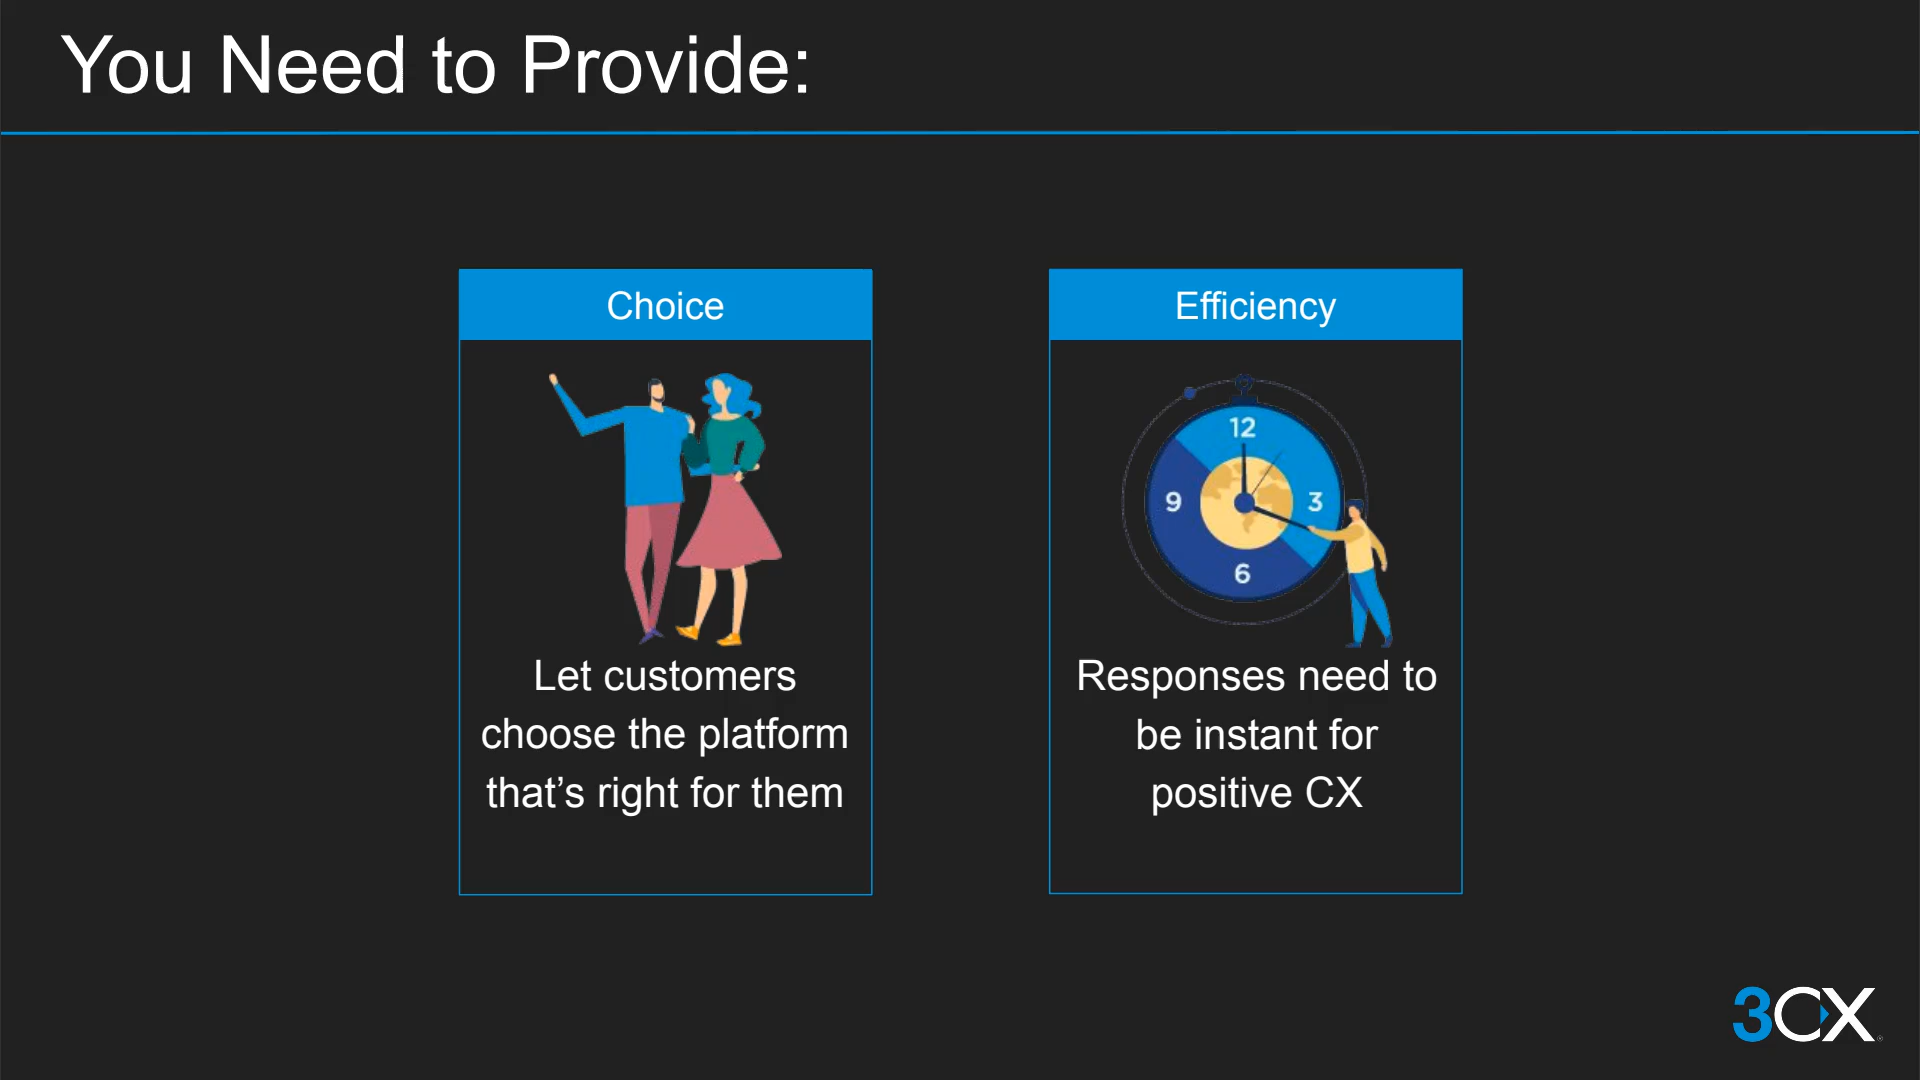 You Need to Provide:
Choice
Let customers
choose the platform
that’s right for them
Efficiency
12
9
3
6
Responses need to
be instant for
positive CX
3CX®